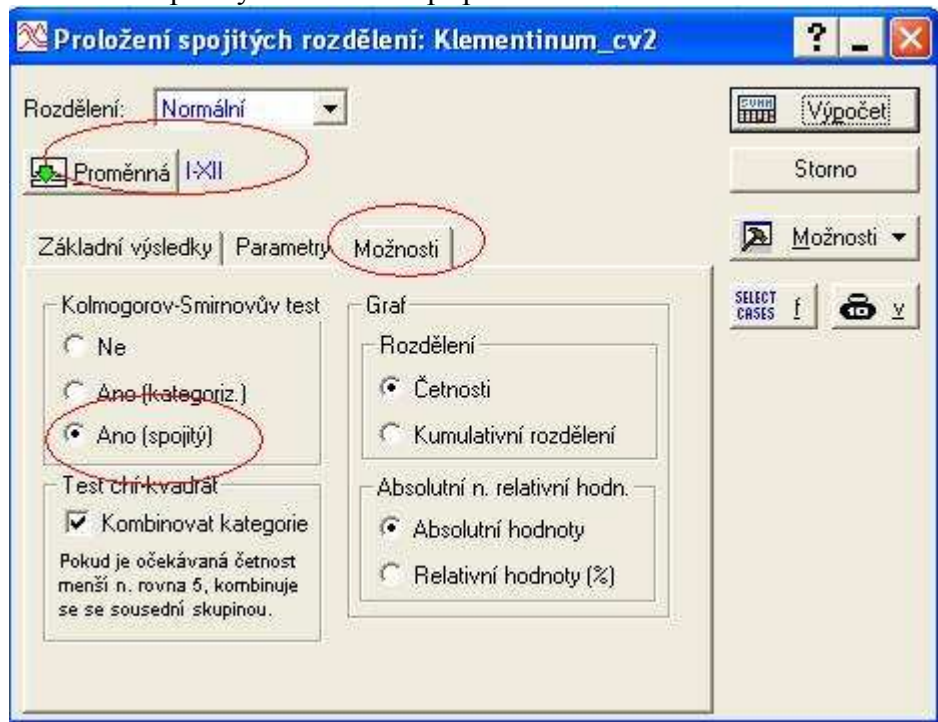 Proložení spojitých rozdělení: Klementinum_cv2
Rozdělení: Normální
Výpočet
Proměnná I-XII
Storno
Možnosti
Základní výsledky Parametry Možnosti
SELECT CASES f v
Kolmogorov-Smirnovův test
Ne
Ano (kategoriz.)
Ano (spojitý)
Test chí-kvadrát
Kombinovat kategorie
Pokud je očekávaná četnost
menší n. rovna 5, kombinuje
se se sousední skupinou.
Graf
Rozdělení
Četnosti
Kumulativní rozdělení
Absolutní n. relativní hodn.
Absolutní hodnoty
Relativní hodnoty (%)